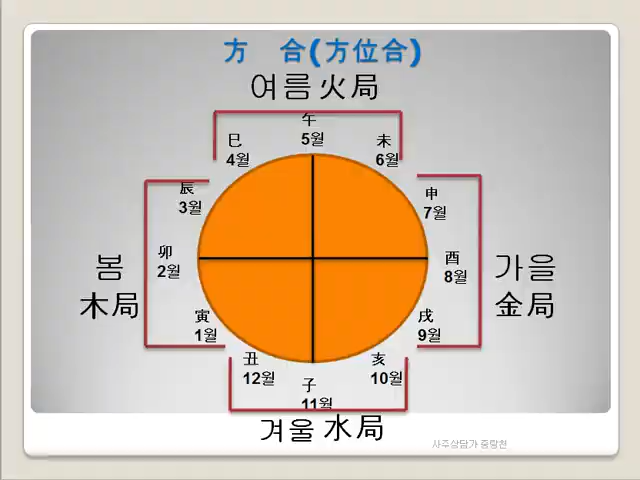 方 合(方位合)
여름 火局
午
5월
巳
4월
未
6월
辰
3월
申
7월
卯
2월
酉
8월
봄
木局
가을
金局
寅
1월
戌
9월
丑
12월
亥
10월
子
11월
겨울 水局
사주상담가 중랑천